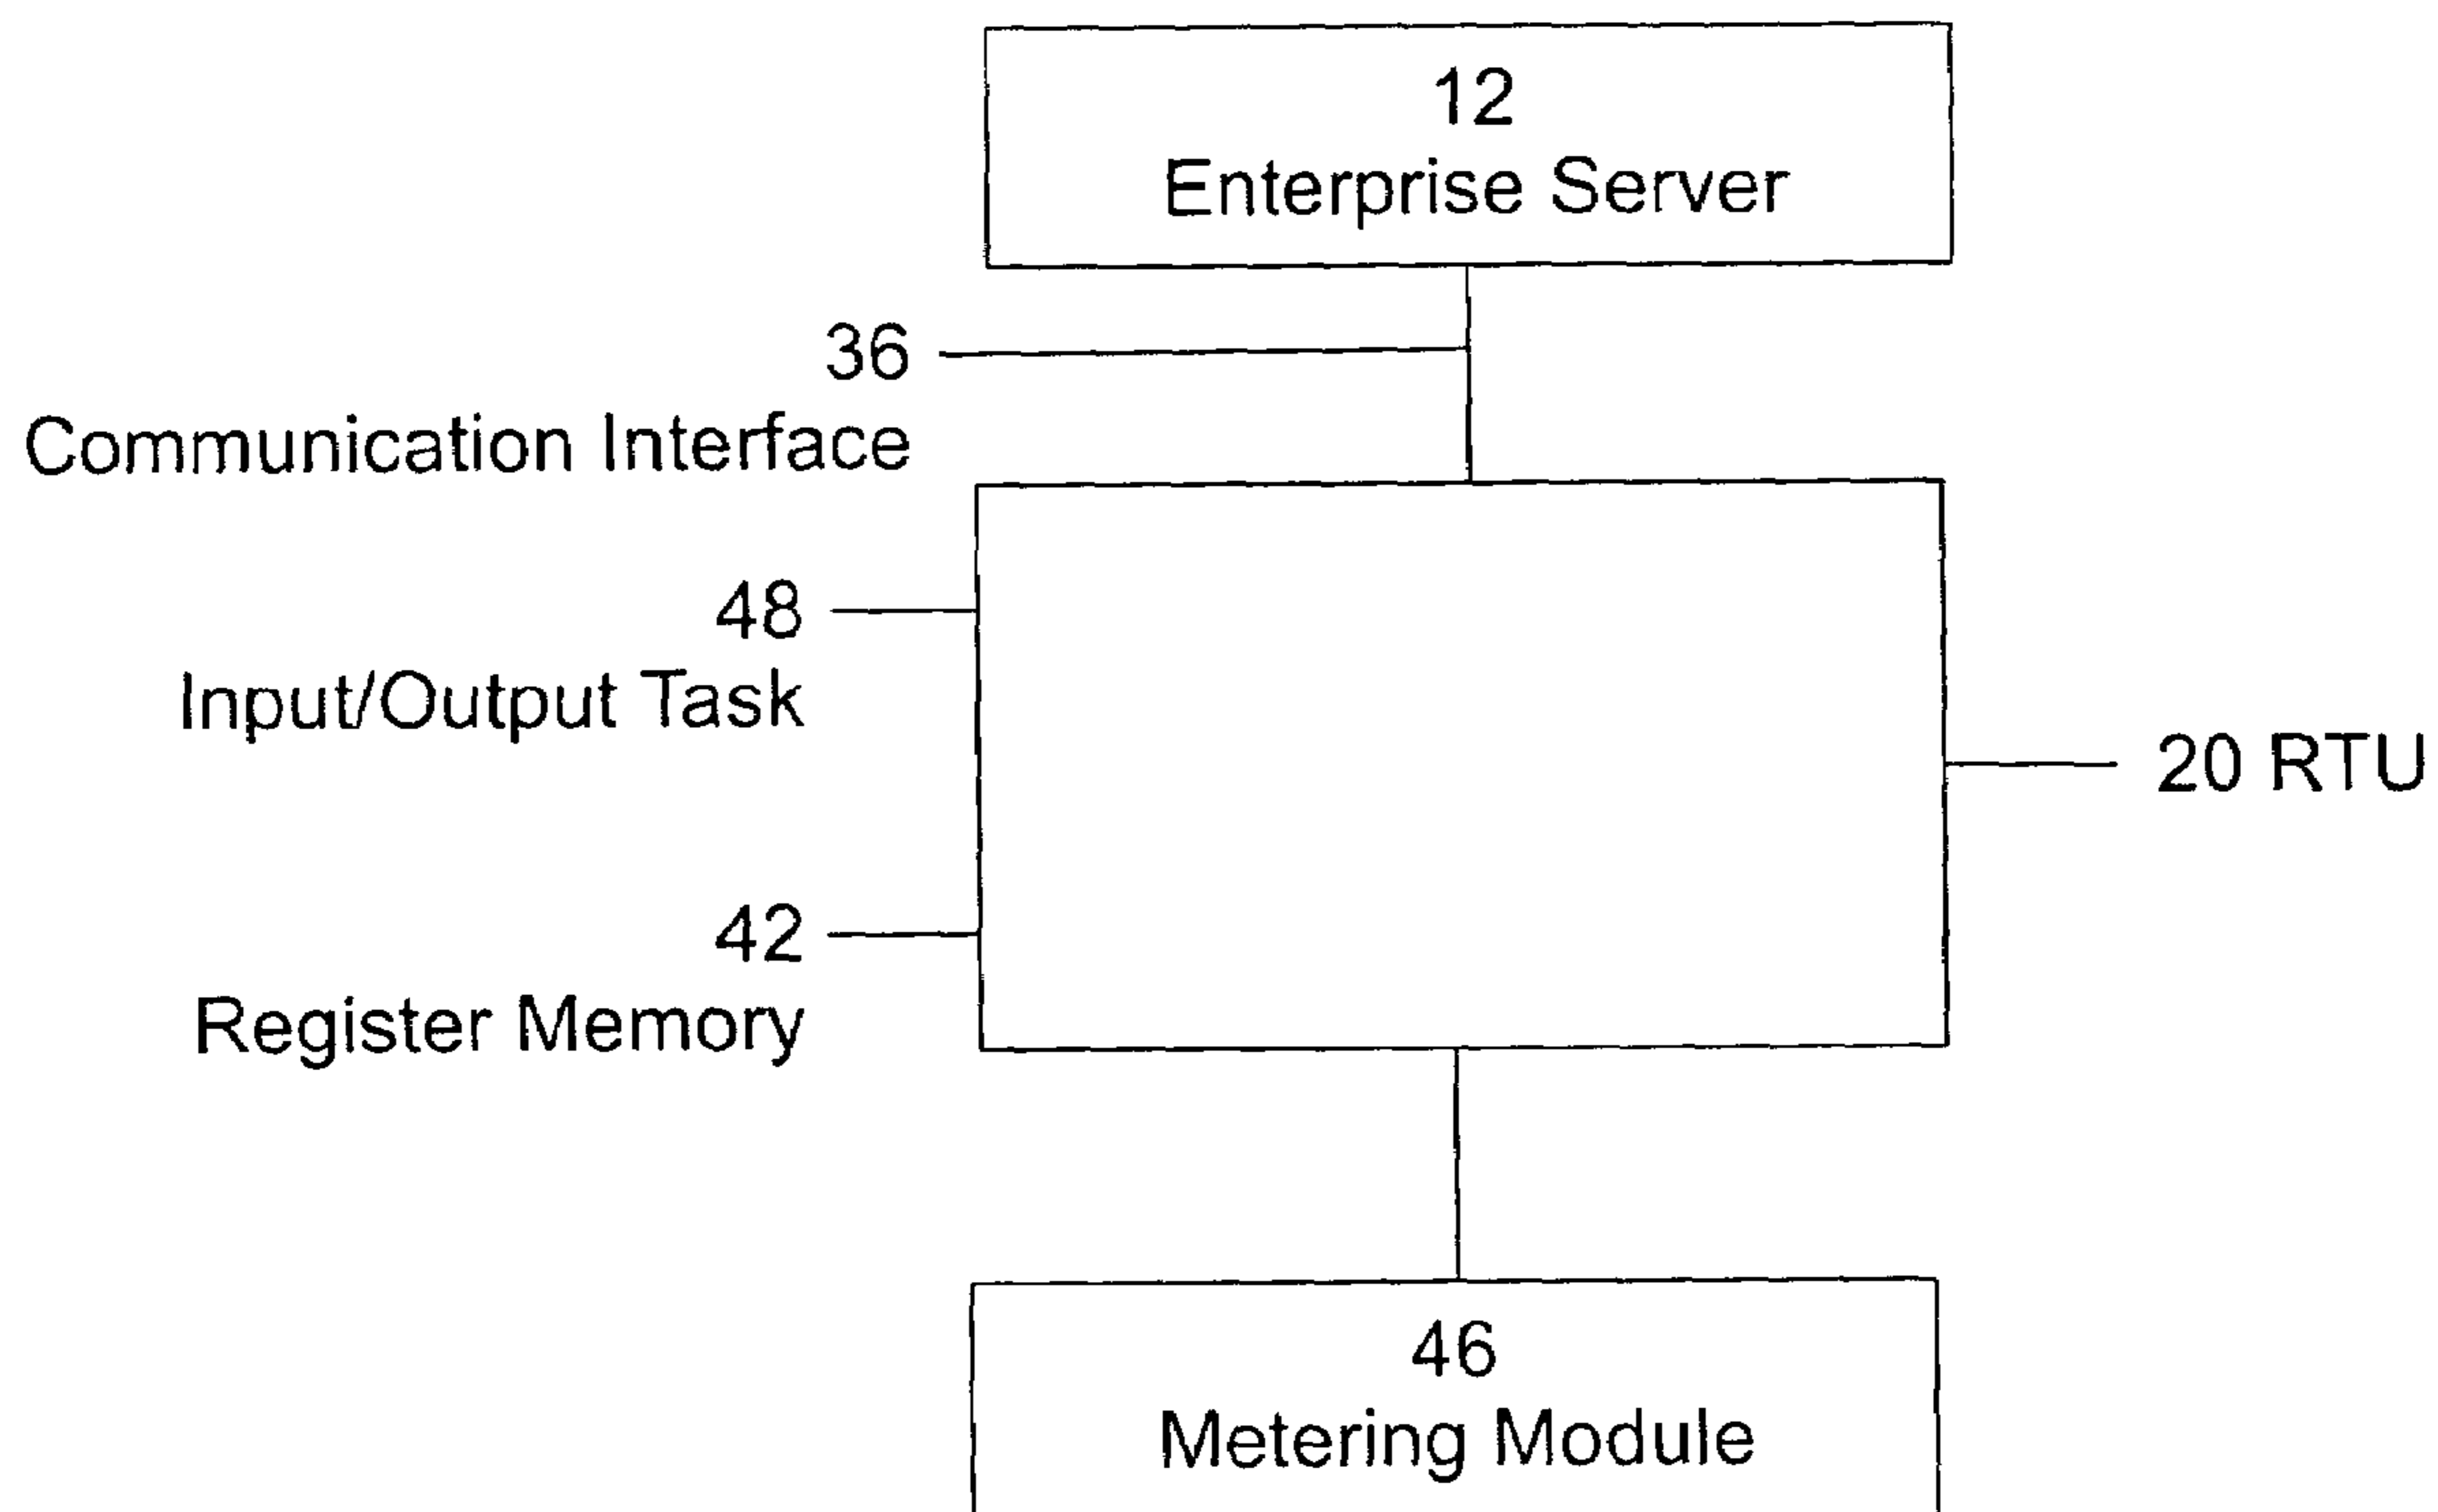 12
Enterprise Server
36
Communication Interface
48
Input/Output Task
20 RTU
42
Register Memory
46
Metering Module